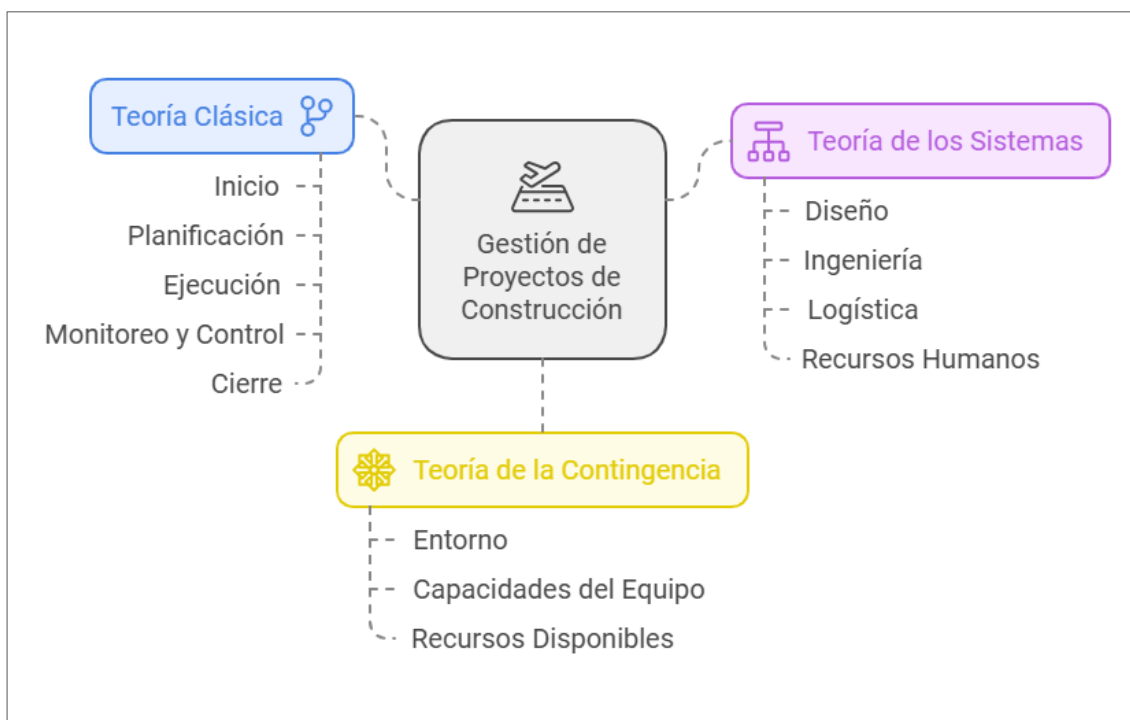 Teoría Clásica
Inicio
Planificación
Ejecución
Monitoreo y Control
Cierre
Gestión de
Proyectos de
Construcción
Teoría de los Sistemas
Diseño
Ingeniería
Logística
Recursos Humanos
Teoría de la Contingencia
Entorno
Capacidades del Equipo
Recursos Disponibles